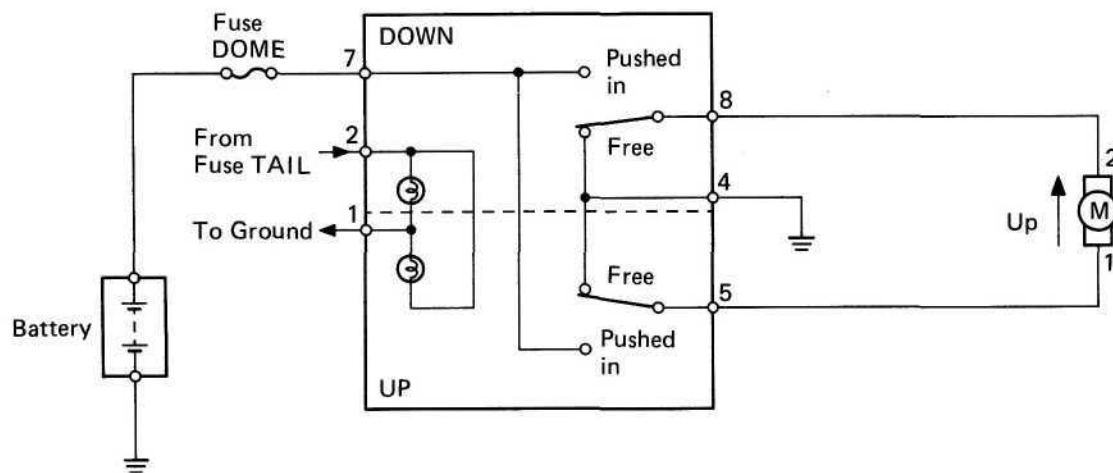 Fuse
DOME
DOWN
7
Pushed
in
8
Free
From
Fuse TAIL
2
4
2
1
To Ground
Up
M
1
Free
5
Battery
Pushed
in
UP